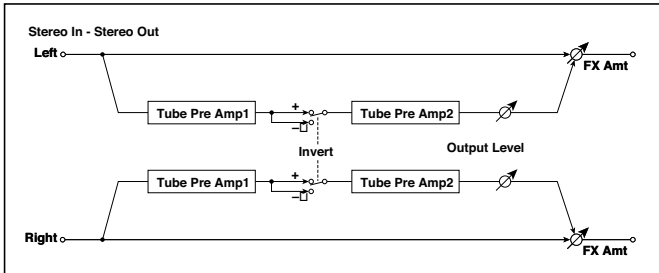 Stereo In - Stereo Out
Left
FX Amt
Tube Pre Amp1
+
−□
Tube Pre Amp2
Invert
Output Level
Tube Pre Amp1
+
−□
Tube Pre Amp2
Right
FX Amt